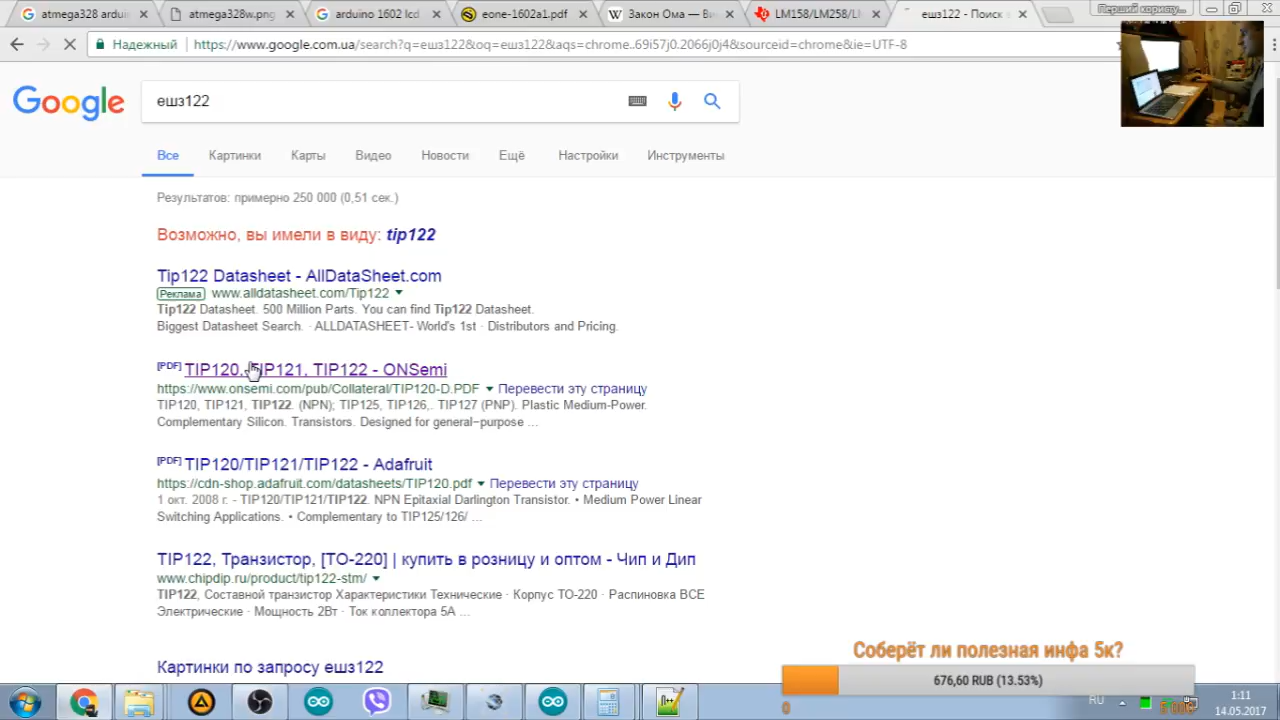 atmega328 ardui
atmega328w.png
arduino 1602 lcd
eone-1602a1.pdf
Закон Ома — Ви
LM158/LM258/L
ешз122 - Поиск в
Перший користу...
Надежный
https://www.google.com.ua/search?q=ешз122&oq=ешз122&aqs=chrome..69i57j0.2066j0j4&sourceid=chrome&ie=UTF-8
Google
ешз122
Все Картинки Карты Видео Новости Ещё Настройки Инструменты
Результатов: примерно 250 000 (0,51 сек.)
Возможно, вы имели в виду: tip122
Tip122 Datasheet - AllDataSheet.com
Реклама www.alldatasheet.com/Tip122
Tip122 Datasheet. 500 Million Parts. You can find Tip122 Datasheet.
Biggest Datasheet Search. · ALLDATASHEET- World's 1st · Distributors and Pricing.
[PDF] TIP120, TIP121, TIP122 - ONSemi
https://www.onsemi.com/pub/Collateral/TIP120-D.PDF Перевести эту страницу
TIP120, TIP121, TIP122. (NPN); TIP125, TIP126,. TIP127 (PNP). Plastic Medium-Power.
Complementary Silicon. Transistors. Designed for general−purpose ...
[PDF] TIP120/TIP121/TIP122 - Adafruit
https://cdn-shop.adafruit.com/datasheets/TIP120.pdf Перевести эту страницу
1 окт. 2008 г. - TIP120/TIP121/TIP122. NPN Epitaxial Darlington Transistor. • Medium Power Linear
Switching Applications. • Complementary to TIP125/126/ ...
TIP122, Транзистор, [TO-220] | купить в розницу и оптом - Чип и Дип
www.chipdip.ru/product/tip122-stm/
TIP122, Составной транзистор Характеристики Технические · Корпус TO-220 · Распиновка BCE
Электрические · Мощность 2Вт · Ток коллектора 5А ...
Картинки по запросу ешз122
Соберёт ли полезная инфа 5к?
676,60 RUB (13.53%)
0
RU
1:11
14.05.2017